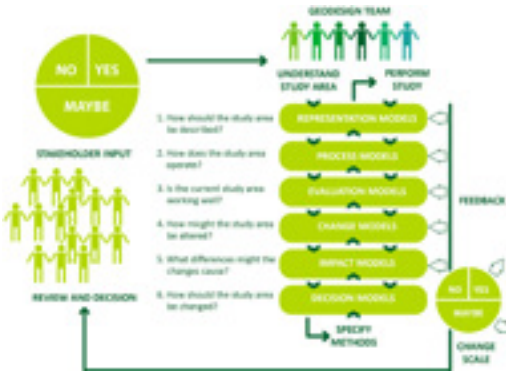 GEODESIGN TEAM
NO YES
MAYBE
UNDERSTAND
STUDY AREA
PERFORM
STUDY
STAKEHOLDER INPUT
1. How should the study area
be described?
REPRESENTATION MODELS
2. How does the study area
operate?
PROCESS MODELS
3. Is the current study area
working well?
EVALUATION MODELS
FEEDBACK
4. How might the study area
be altered?
CHANGE MODELS
5. What differences might the
changes cause?
IMPACT MODELS
REVIEW AND DECISION
6. How should the study area
be changed?
DECISION MODELS
NO YES
MAYBE
SPECIFY
METHODS
CHANGE
SCALE